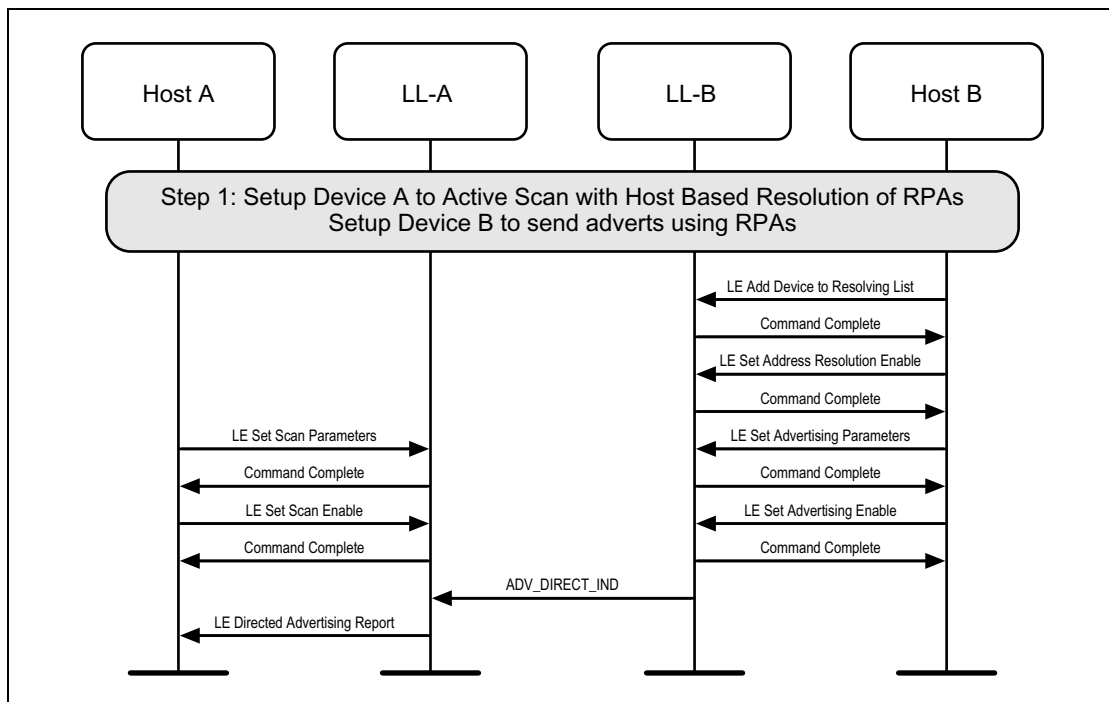 Host A
LL-A
LL-B
Host B
Step 1: Setup Device A to Active Scan with Host Based Resolution of RPAs
Setup Device B to send adverts using RPAs
LE Add Device to Resolving List
Command Complete
LE Set Address Resolution Enable
Command Complete
LE Set Scan Parameters
LE Set Advertising Parameters
Command Complete
Command Complete
LE Set Scan Enable
LE Set Advertising Enable
Command Complete
Command Complete
ADV_DIRECT_IND
LE Directed Advertising Report